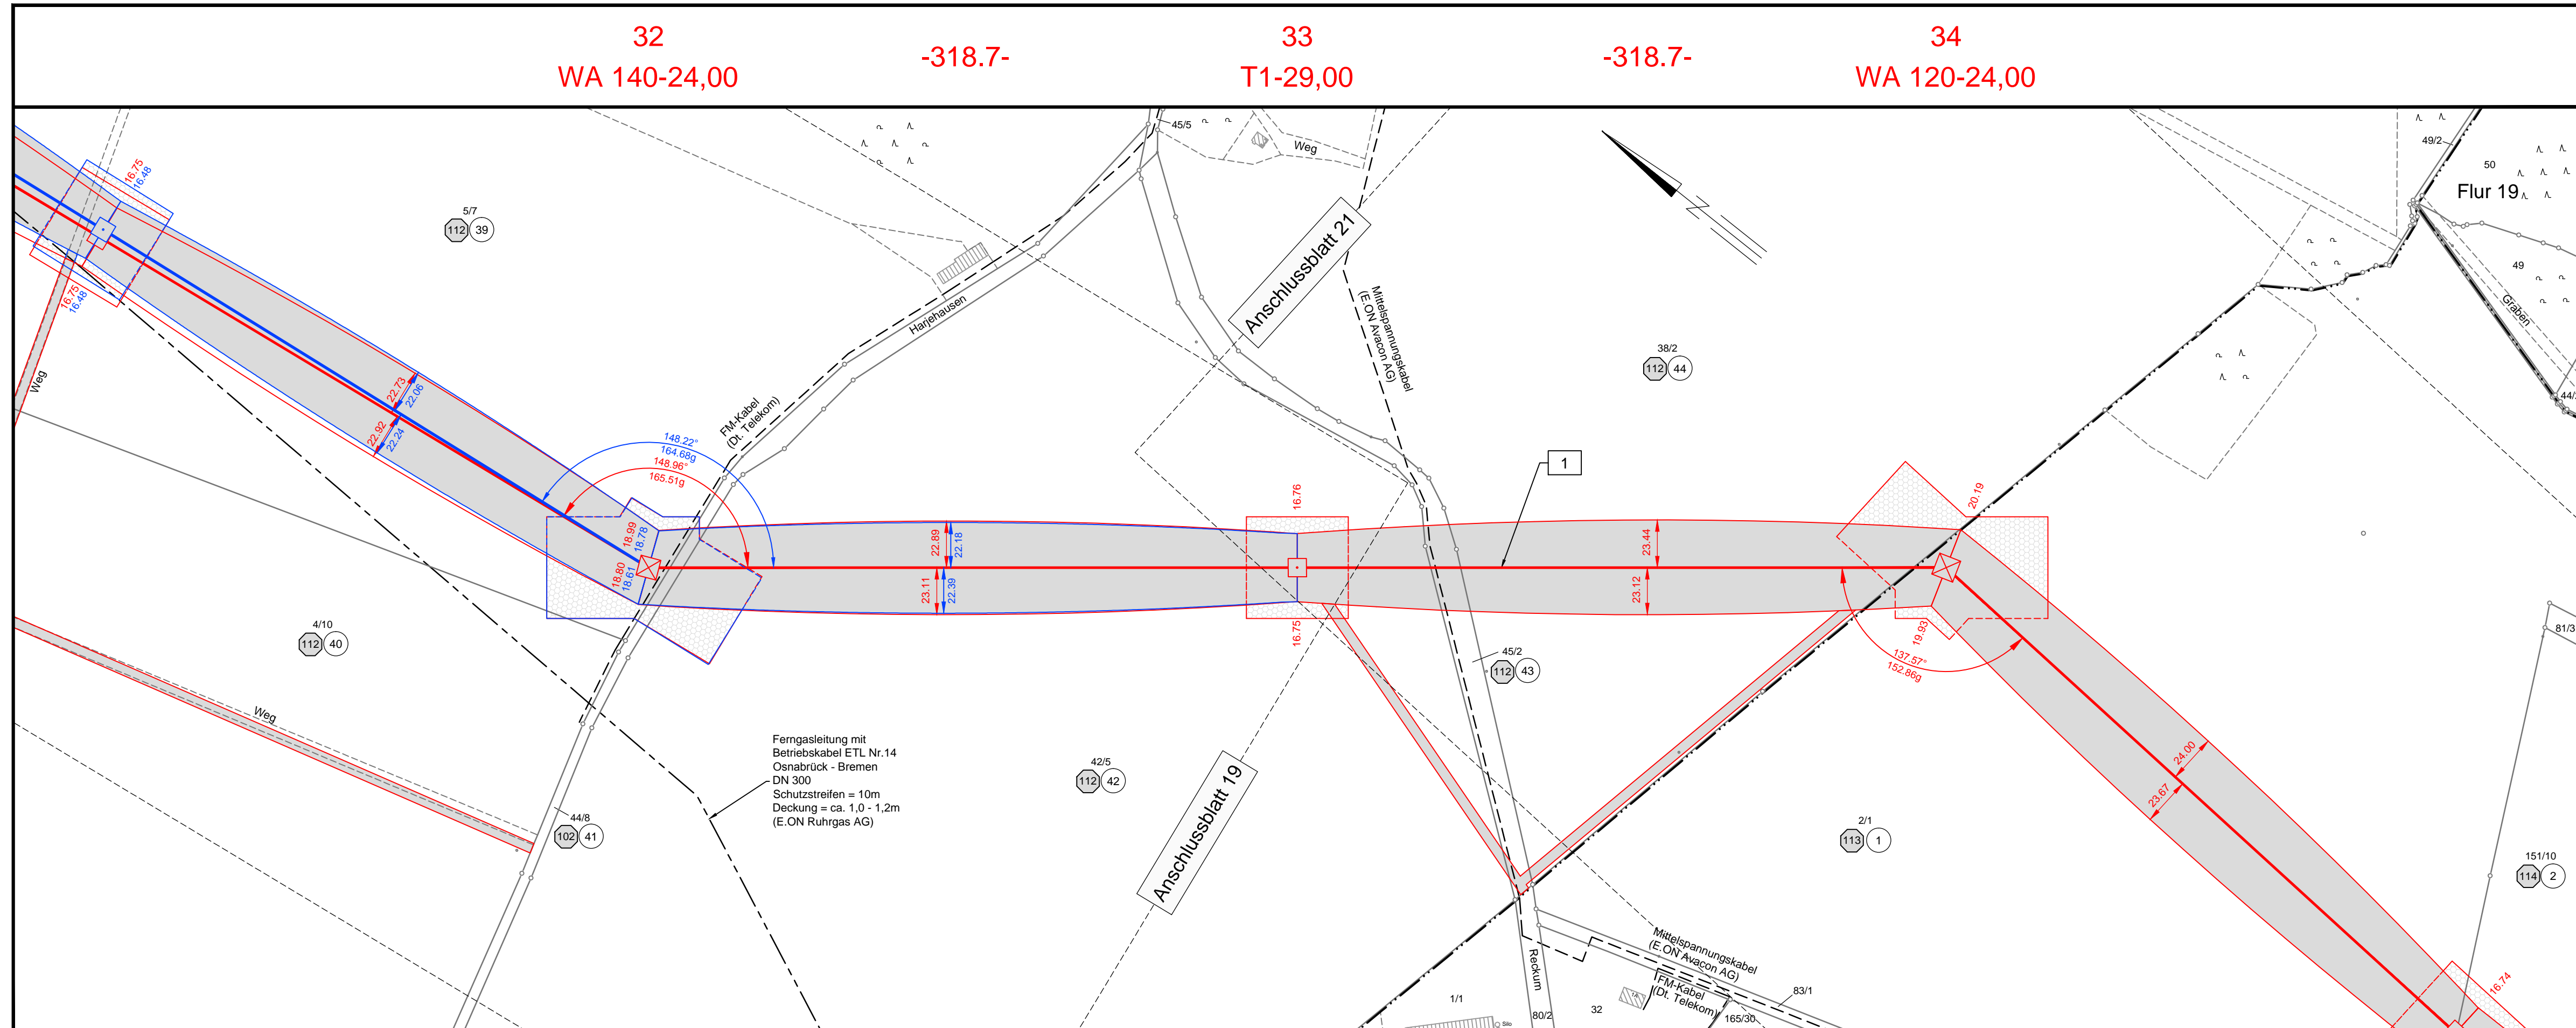 32
WA 140-24,00
-318.7-
33
T1-29,00
-318.7-
34
WA 120-24,00
45/5
Weg
49/2
50
Flur 19
49
Graben
16.75
16.48
5/7
112 39
16.75
16.48
Weg
Harjehausen
Anschlussblatt 21
Mittelspannungskabel
(E.ON Avacon AG)
38/2
112 44
22.73
22.06
22.92
22.24
FM-Kabel
(Dt. Telekom)
148.22°
164.68g
148.96°
165.51g
1
18.99
18.78
18.80
18.61
22.89
22.18
23.11
22.39
16.76
16.75
23.44
23.12
20.19
19.93
137.57°
152.86g
4/10
112 40
Weg
45/2
112 43
81/3
Ferngasleitung mit
Betriebskabel ETL Nr.14
Osnabrück - Bremen
DN 300
Schutzstreifen = 10m
Deckung = ca. 1,0 - 1,2m
(E.ON Ruhrgas AG)
42/5
112 42
Anschlussblatt 19
44/8
102 41
2/1
113 1
24.00
23.67
151/10
114 2
Mittelspannungskabel
(E.ON Avacon AG)
FM-Kabel
(Dt. Telekom)
Reckum
83/1
1/1
32
80/2
165/30
Silo
16.74